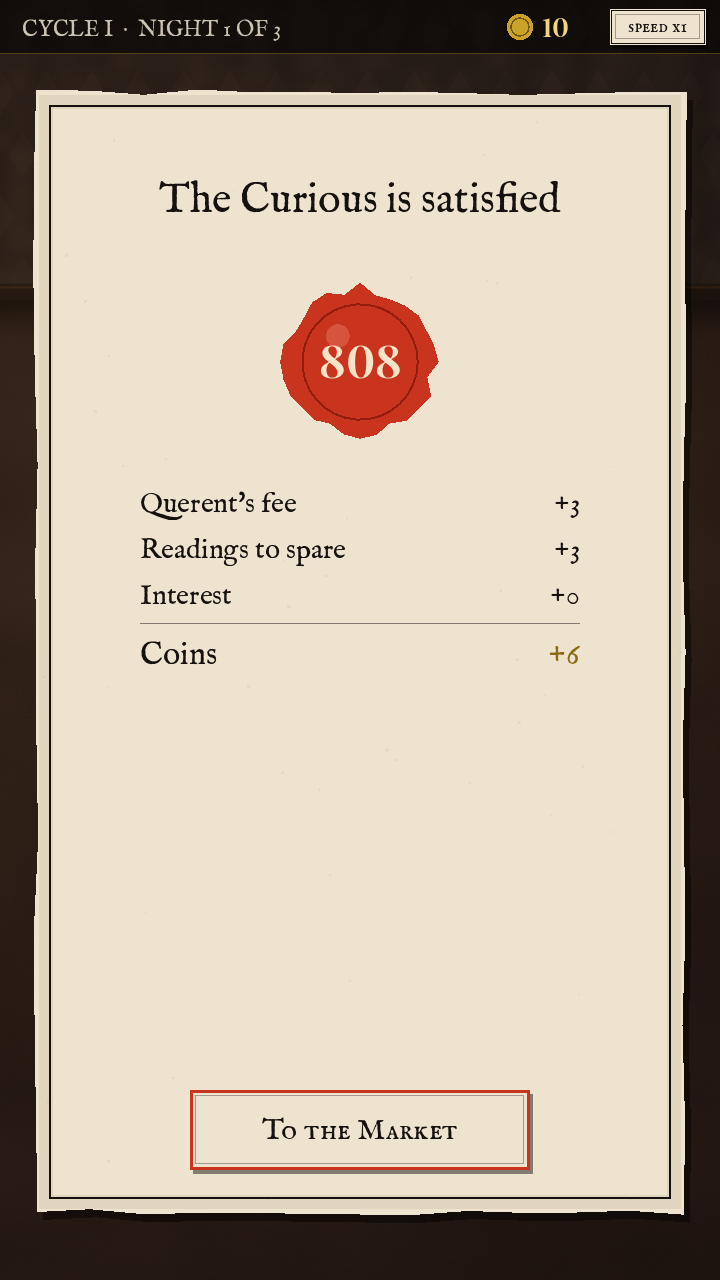 CYCLE I · NIGHT 1 OF 3
10
SPEED X1
The Curious is satisfied
808
Querent's fee +3
Readings to spare +3
Interest +0
Coins +6
To the Market